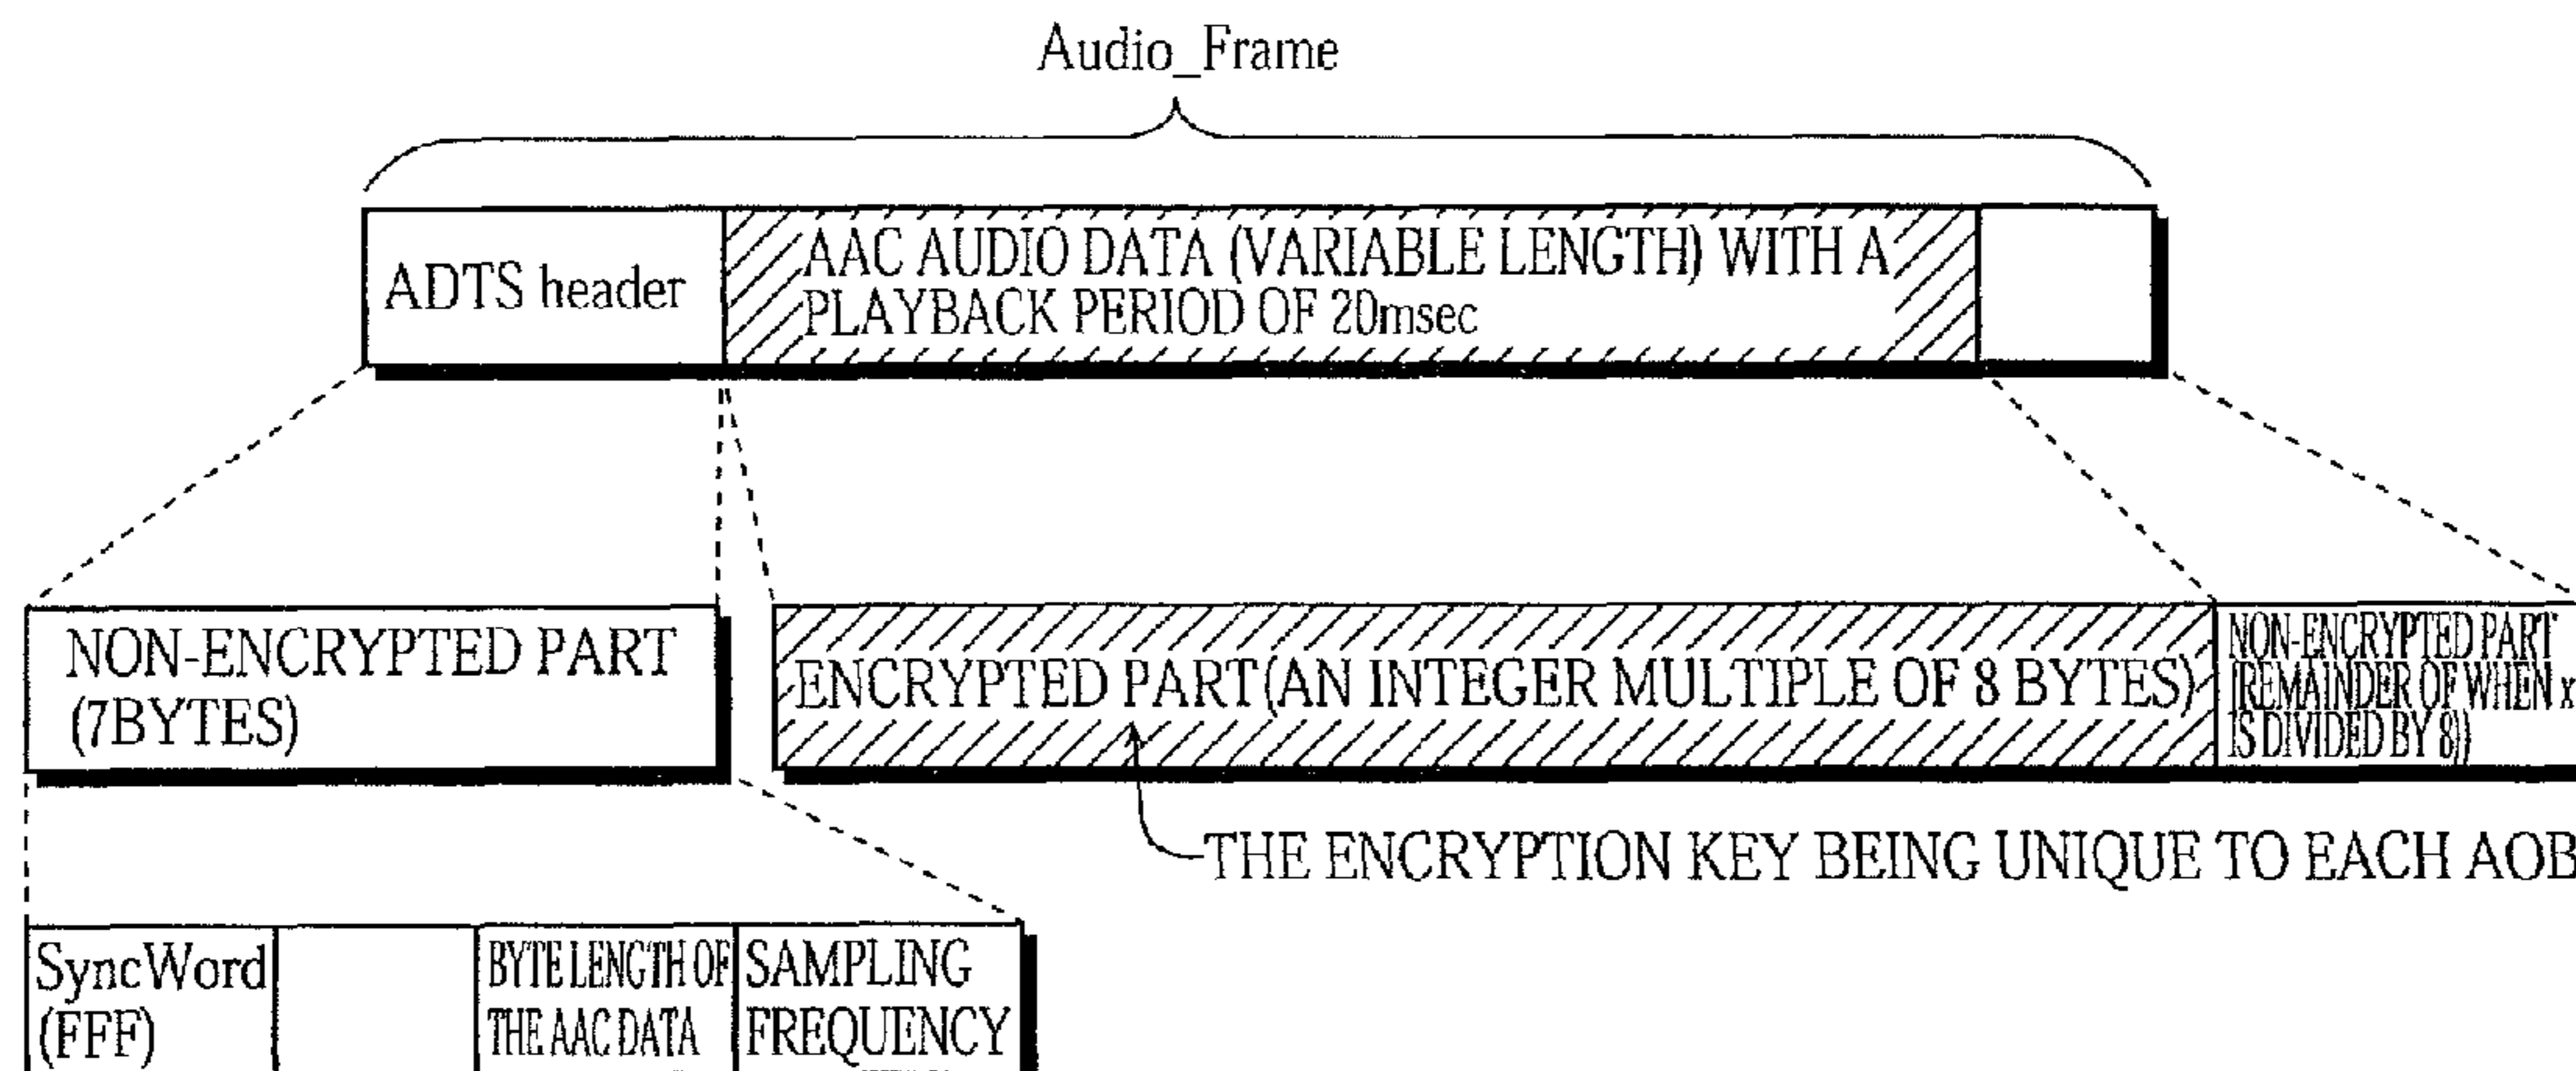 Audio_Frame
ADTS header
AAC AUDIO DATA (VARIABLE LENGTH) WITH A
PLAYBACK PERIOD OF 20msec
NON-ENCRYPTED PART
(7BYTES)
ENCRYPTED PART(AN INTEGER MULTIPLE OF 8 BYTES)
NON-ENCRYPTED PART
(REMAINDER OF WHEN x
IS DIVIDED BY 8))
THE ENCRYPTION KEY BEING UNIQUE TO EACH AOB
SyncWord
(FFF)
BYTE LENGTH OF
THE AAC DATA
SAMPLING
FREQUENCY